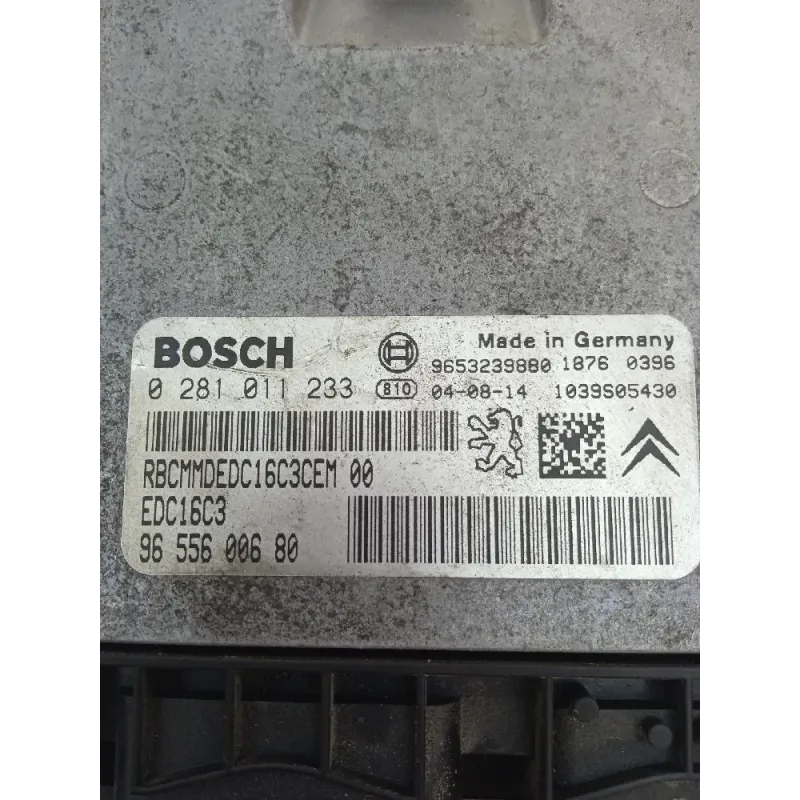 BOSCH
Made in Germany
9653239880 1876 0396
0 281 011 233 810 04-08-14 1039S05430
RBCMMDEDC16C3CEM 00
EDC16C3
96 556 006 80